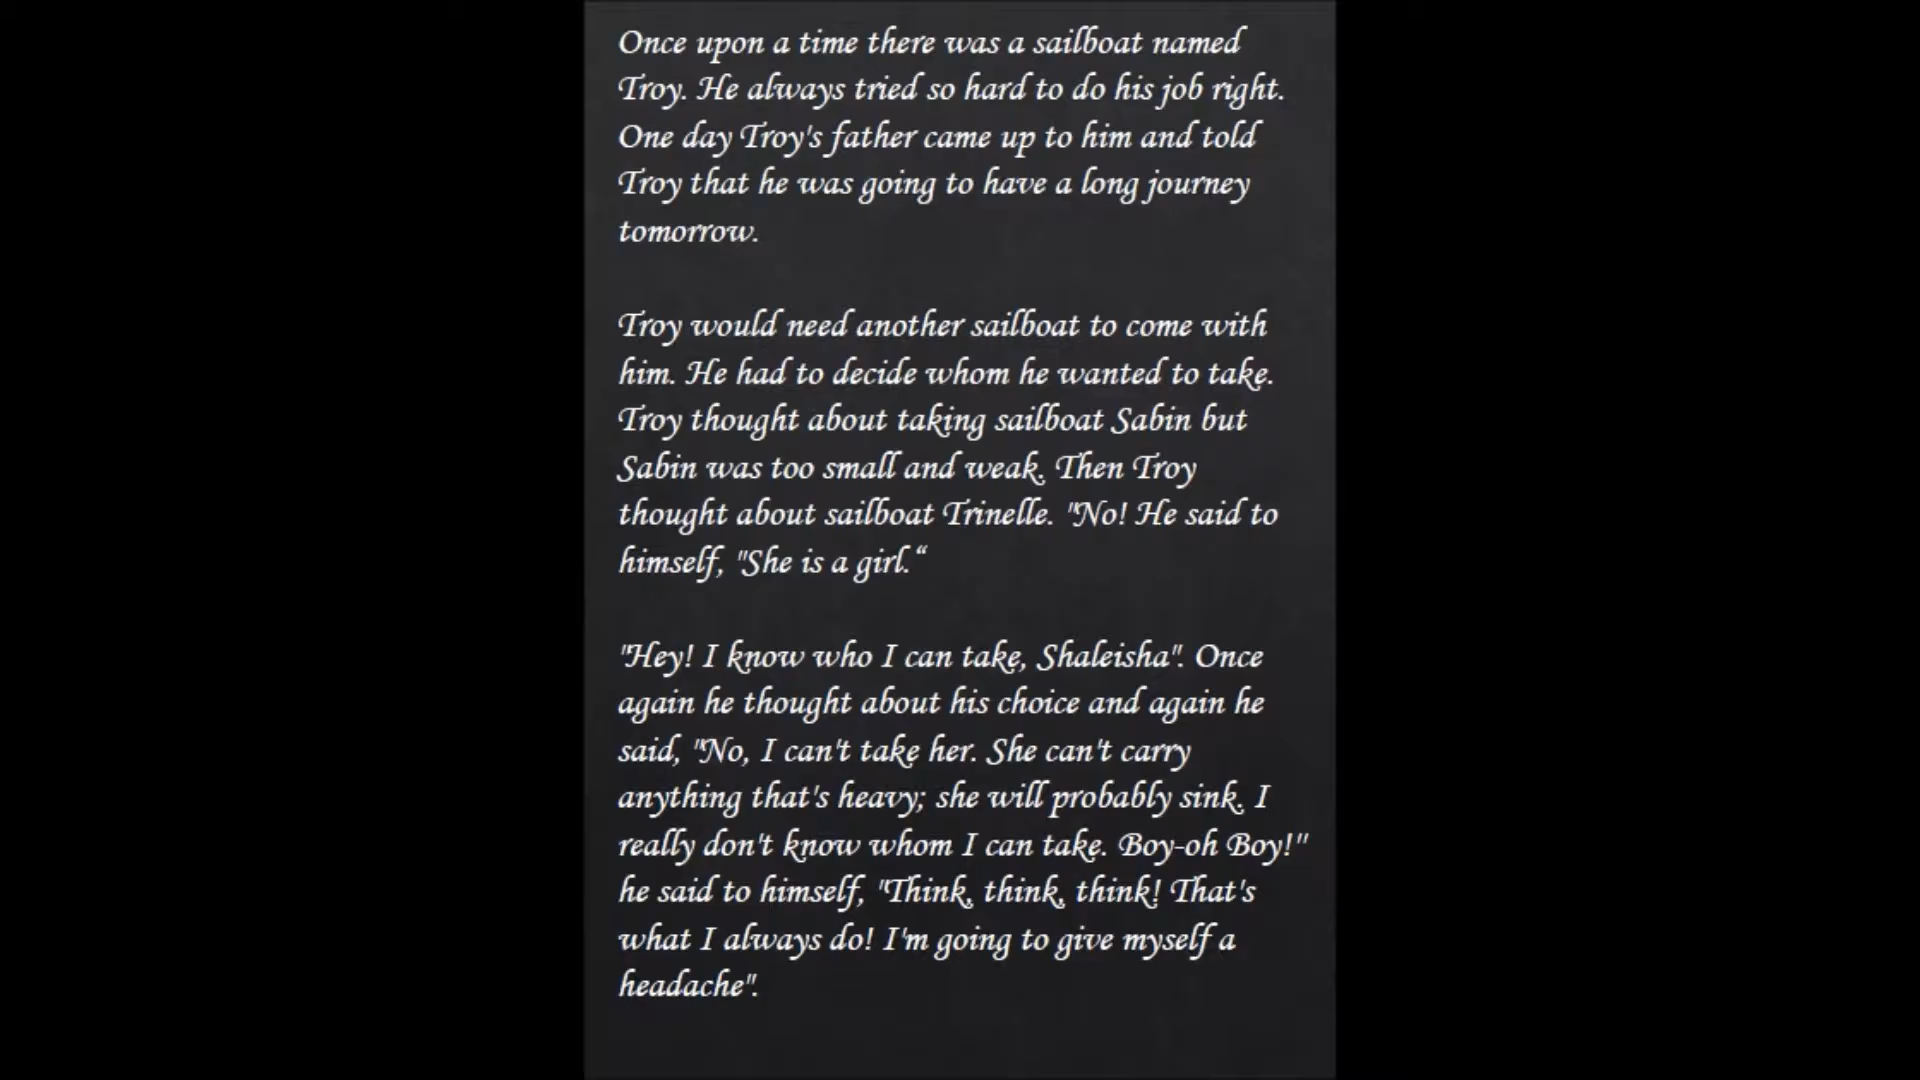 Once upon a time there was a sailboat named
Troy. He always tried so hard to do his job right.
One day Troy's father came up to him and told
Troy that he was going to have a long journey
tomorrow.
Troy would need another sailboat to come with
him. He had to decide whom he wanted to take.
Troy thought about taking sailboat Sabin but
Sabin was too small and weak. Then Troy
thought about sailboat Trinelle. "No! He said to
himself, "She is a girl.“
"Hey! I know who I can take, Shaleisha". Once
again he thought about his choice and again he
said, "No, I can't take her. She can't carry
anything that's heavy; she will probably sink. I
really don't know whom I can take. Boy-oh Boy!"
he said to himself, "Think, think, think! That's
what I always do! I'm going to give myself a
headache".